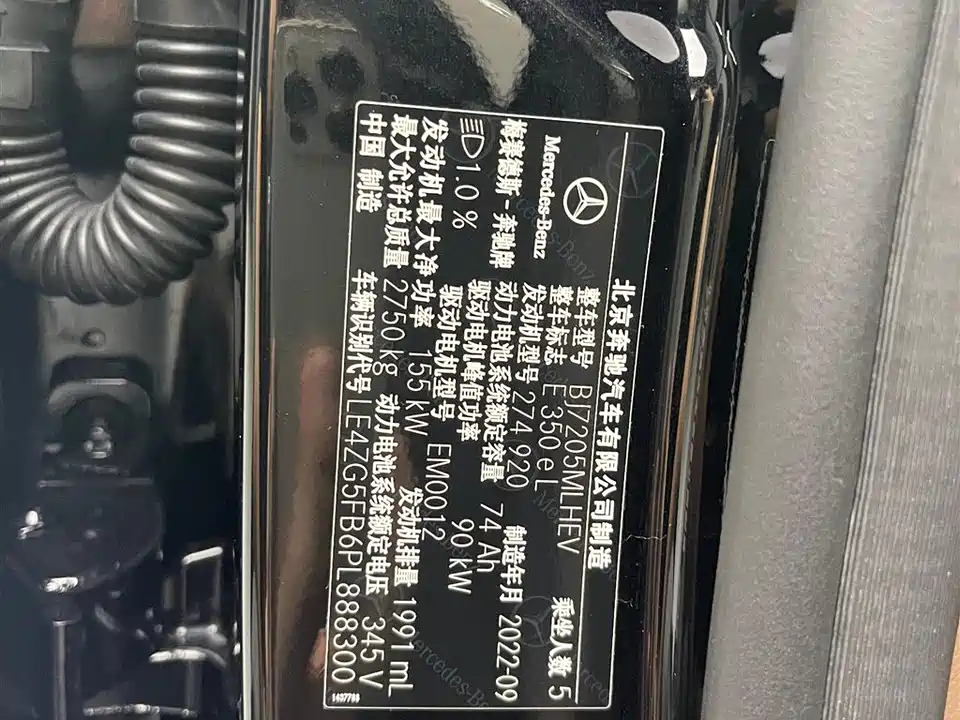 北京奔驰汽车有限公司制造
Mercedes-Benz
梅赛德斯-奔驰牌
整车型号 BJ7205MLHEV
整车标志 E 350 e L 乘坐人数 5
发动机型号 274 920 制造年月 2022-09
动力电池系统额定容量 74 Ah
驱动电机峰值功率 90 kW
1.0 %
驱动电机型号 EM0012
发动机最大净功率 155 kW 发动机排量 1991 mL
最大允许总质量 2750 kg 动力电池系统额定电压 345 V
中国 制造 车辆识别代号 LE4ZG5FB6PL888300
1437788
Mercedes-Benz